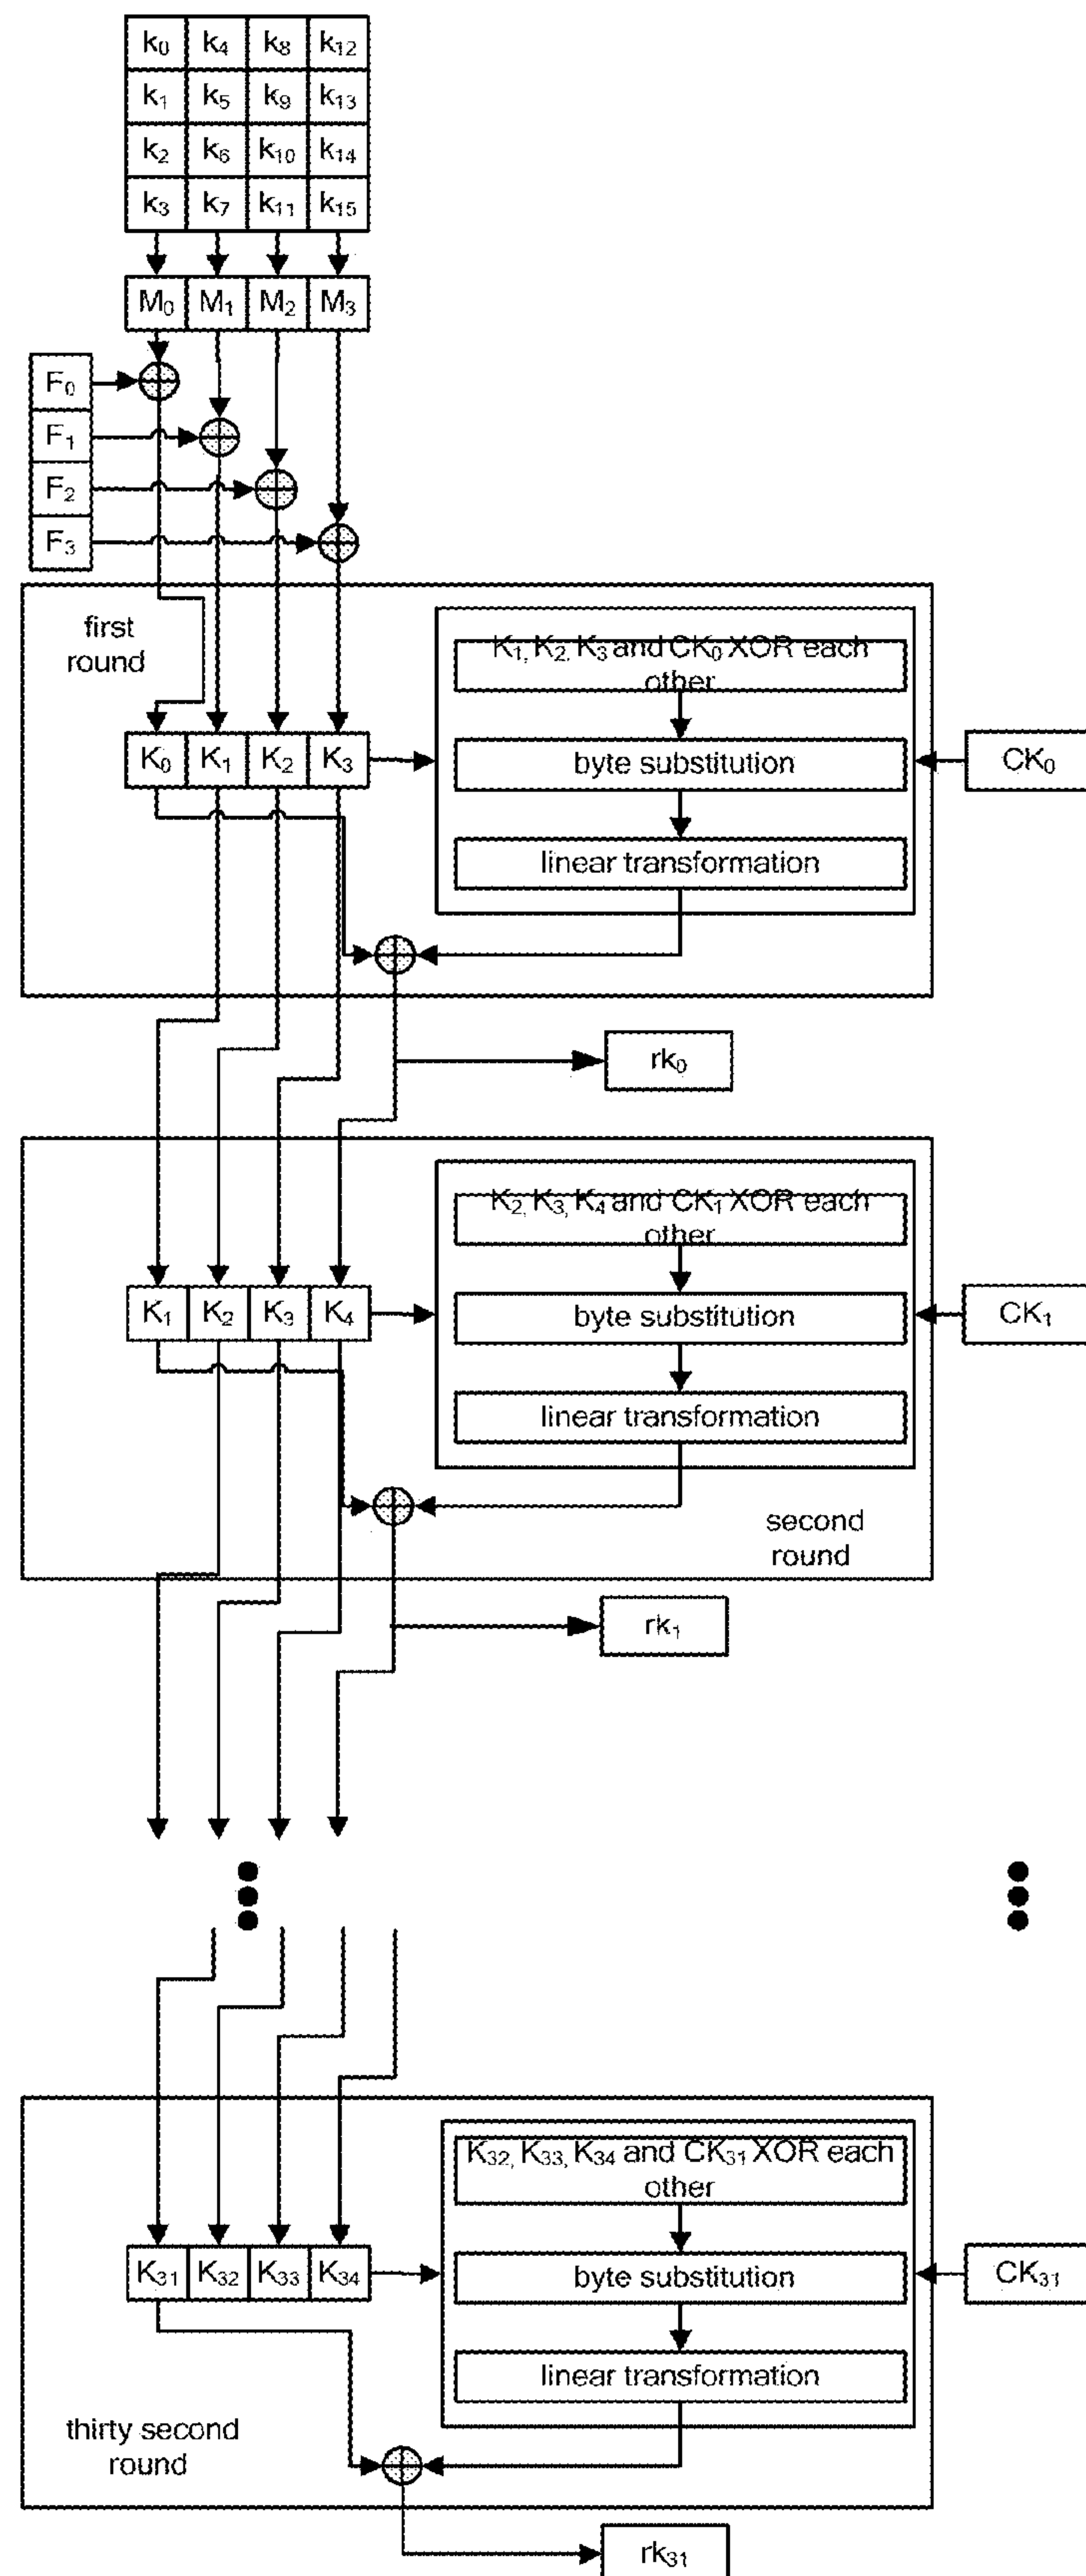 k₀ k₄ k₈ k₁₂
k₁ k₅ k₉ k₁₃
k₂ k₆ k₁₀ k₁₄
k₃ k₇ k₁₁ k₁₅
M₀ M₁ M₂ M₃
F₀
F₁
F₂
F₃
first
round
K₁, K₂, K₃ and CK₀ XOR each
other
K₀ K₁ K₂ K₃
byte substitution
CK₀
linear transformation
rk₀
K₂, K₃, K₄ and CK₁ XOR each
other
K₁ K₂ K₃ K₄
byte substitution
CK₁
linear transformation
second
round
rk₁
K₃₂, K₃₃, K₃₄ and CK₃₁ XOR each
other
K₃₁ K₃₂ K₃₃ K₃₄
byte substitution
CK₃₁
linear transformation
thirty second
round
rk₃₁